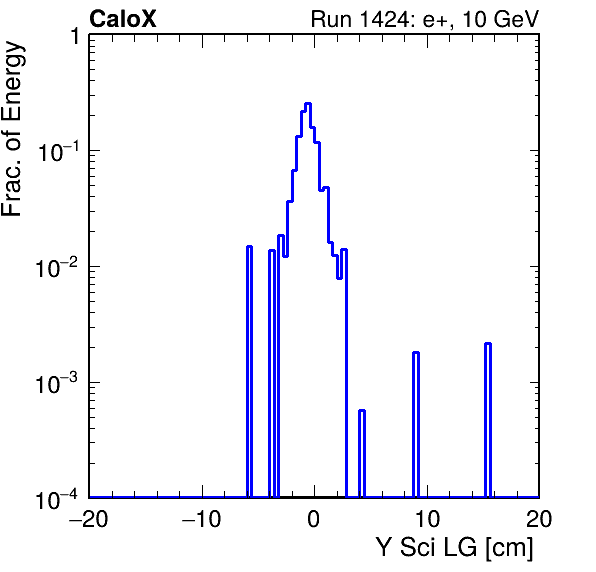 CaloX Run 1424: e+, 10 GeV
Frac. of Energy
1
10⁻¹
10⁻²
10⁻³
10⁻⁴
−20 −10 0 10 20
Y Sci LG [cm]